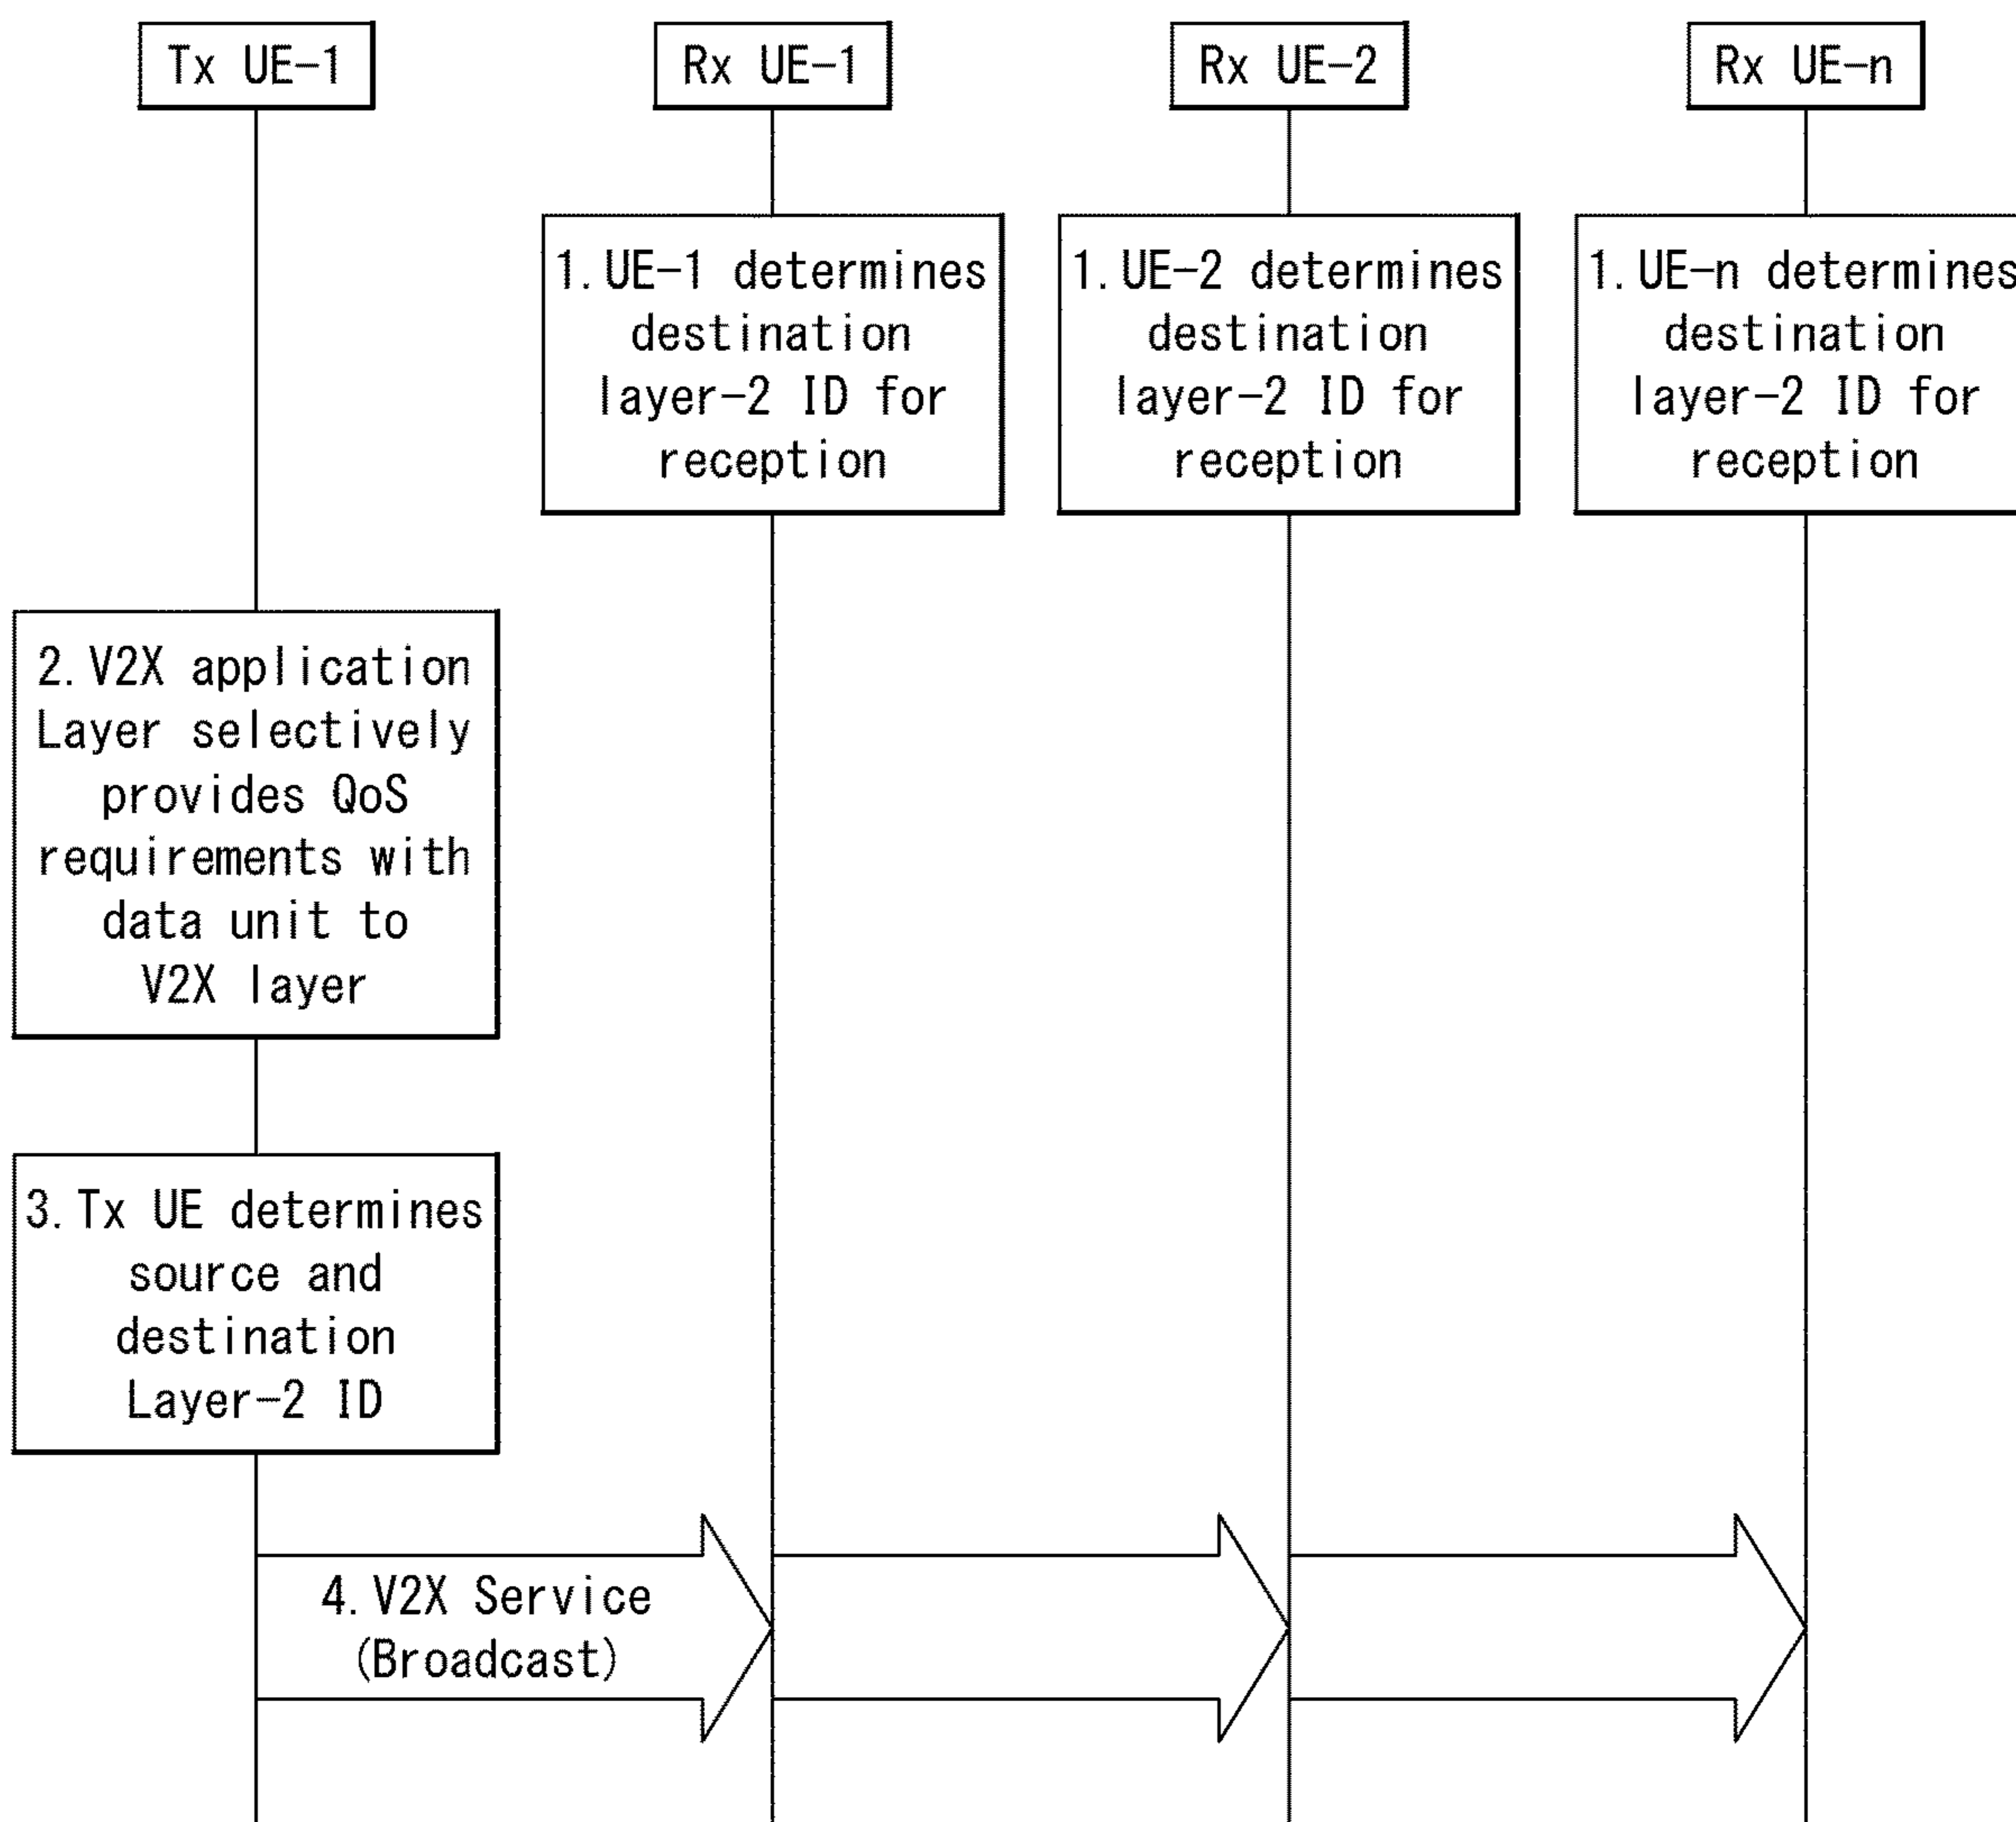 Tx UE-1
Rx UE-1
Rx UE-2
Rx UE-n
1. UE-1 determines
destination
layer-2 ID for
reception
1. UE-2 determines
destination
layer-2 ID for
reception
1. UE-n determines
destination
layer-2 ID for
reception
2. V2X application
Layer selectively
provides QoS
requirements with
data unit to
V2X layer
3. Tx UE determines
source and
destination
Layer-2 ID
4. V2X Service
(Broadcast)